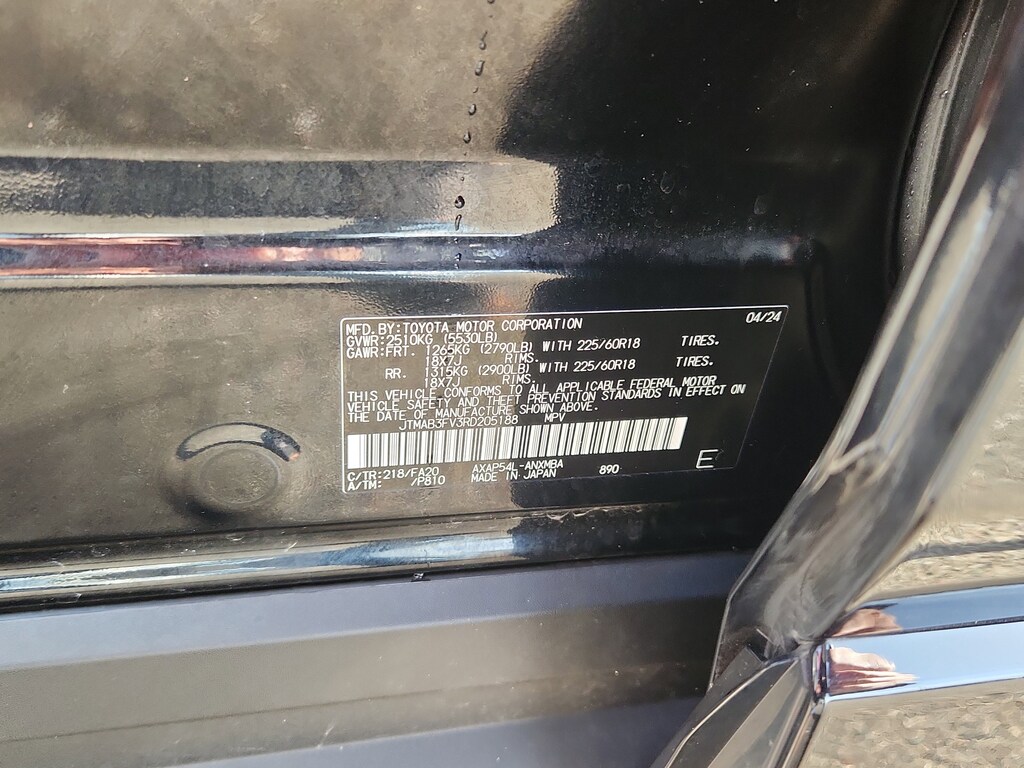 MFD.BY:TOYOTA MOTOR CORPORATION 04/24
GVWR:2510KG (5530LB)
GAWR:FRT. 1265KG (2790LB) WITH 225/60R18 TIRES.
18X7J RIMS.
RR. 1315KG (2900LB) WITH 225/60R18 TIRES.
18X7J RIMS.
THIS VEHICLE CONFORMS TO ALL APPLICABLE FEDERAL MOTOR
VEHICLE SAFETY AND THEFT PREVENTION STANDARDS IN EFFECT ON
THE DATE OF MANUFACTURE SHOWN ABOVE.
JTMAB3FV3RD205188 MPV
C/TR:218/FA20 AXAP54L-ANXMBA 890 E
A/TM: /P810 MADE IN JAPAN